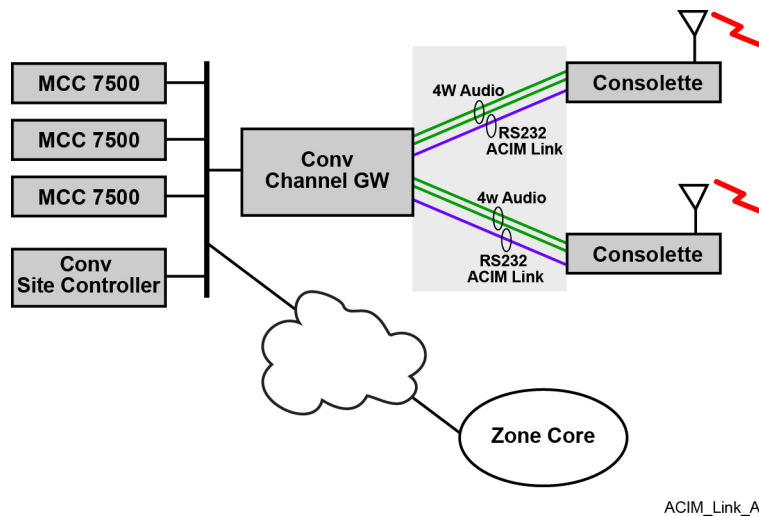 MCC 7500
MCC 7500
MCC 7500
Conv
Site Controller
Conv
Channel GW
4W Audio
RS232
ACIM Link
Consolette
4w Audio
RS232
ACIM Link
Consolette
Zone Core
ACIM_Link_A